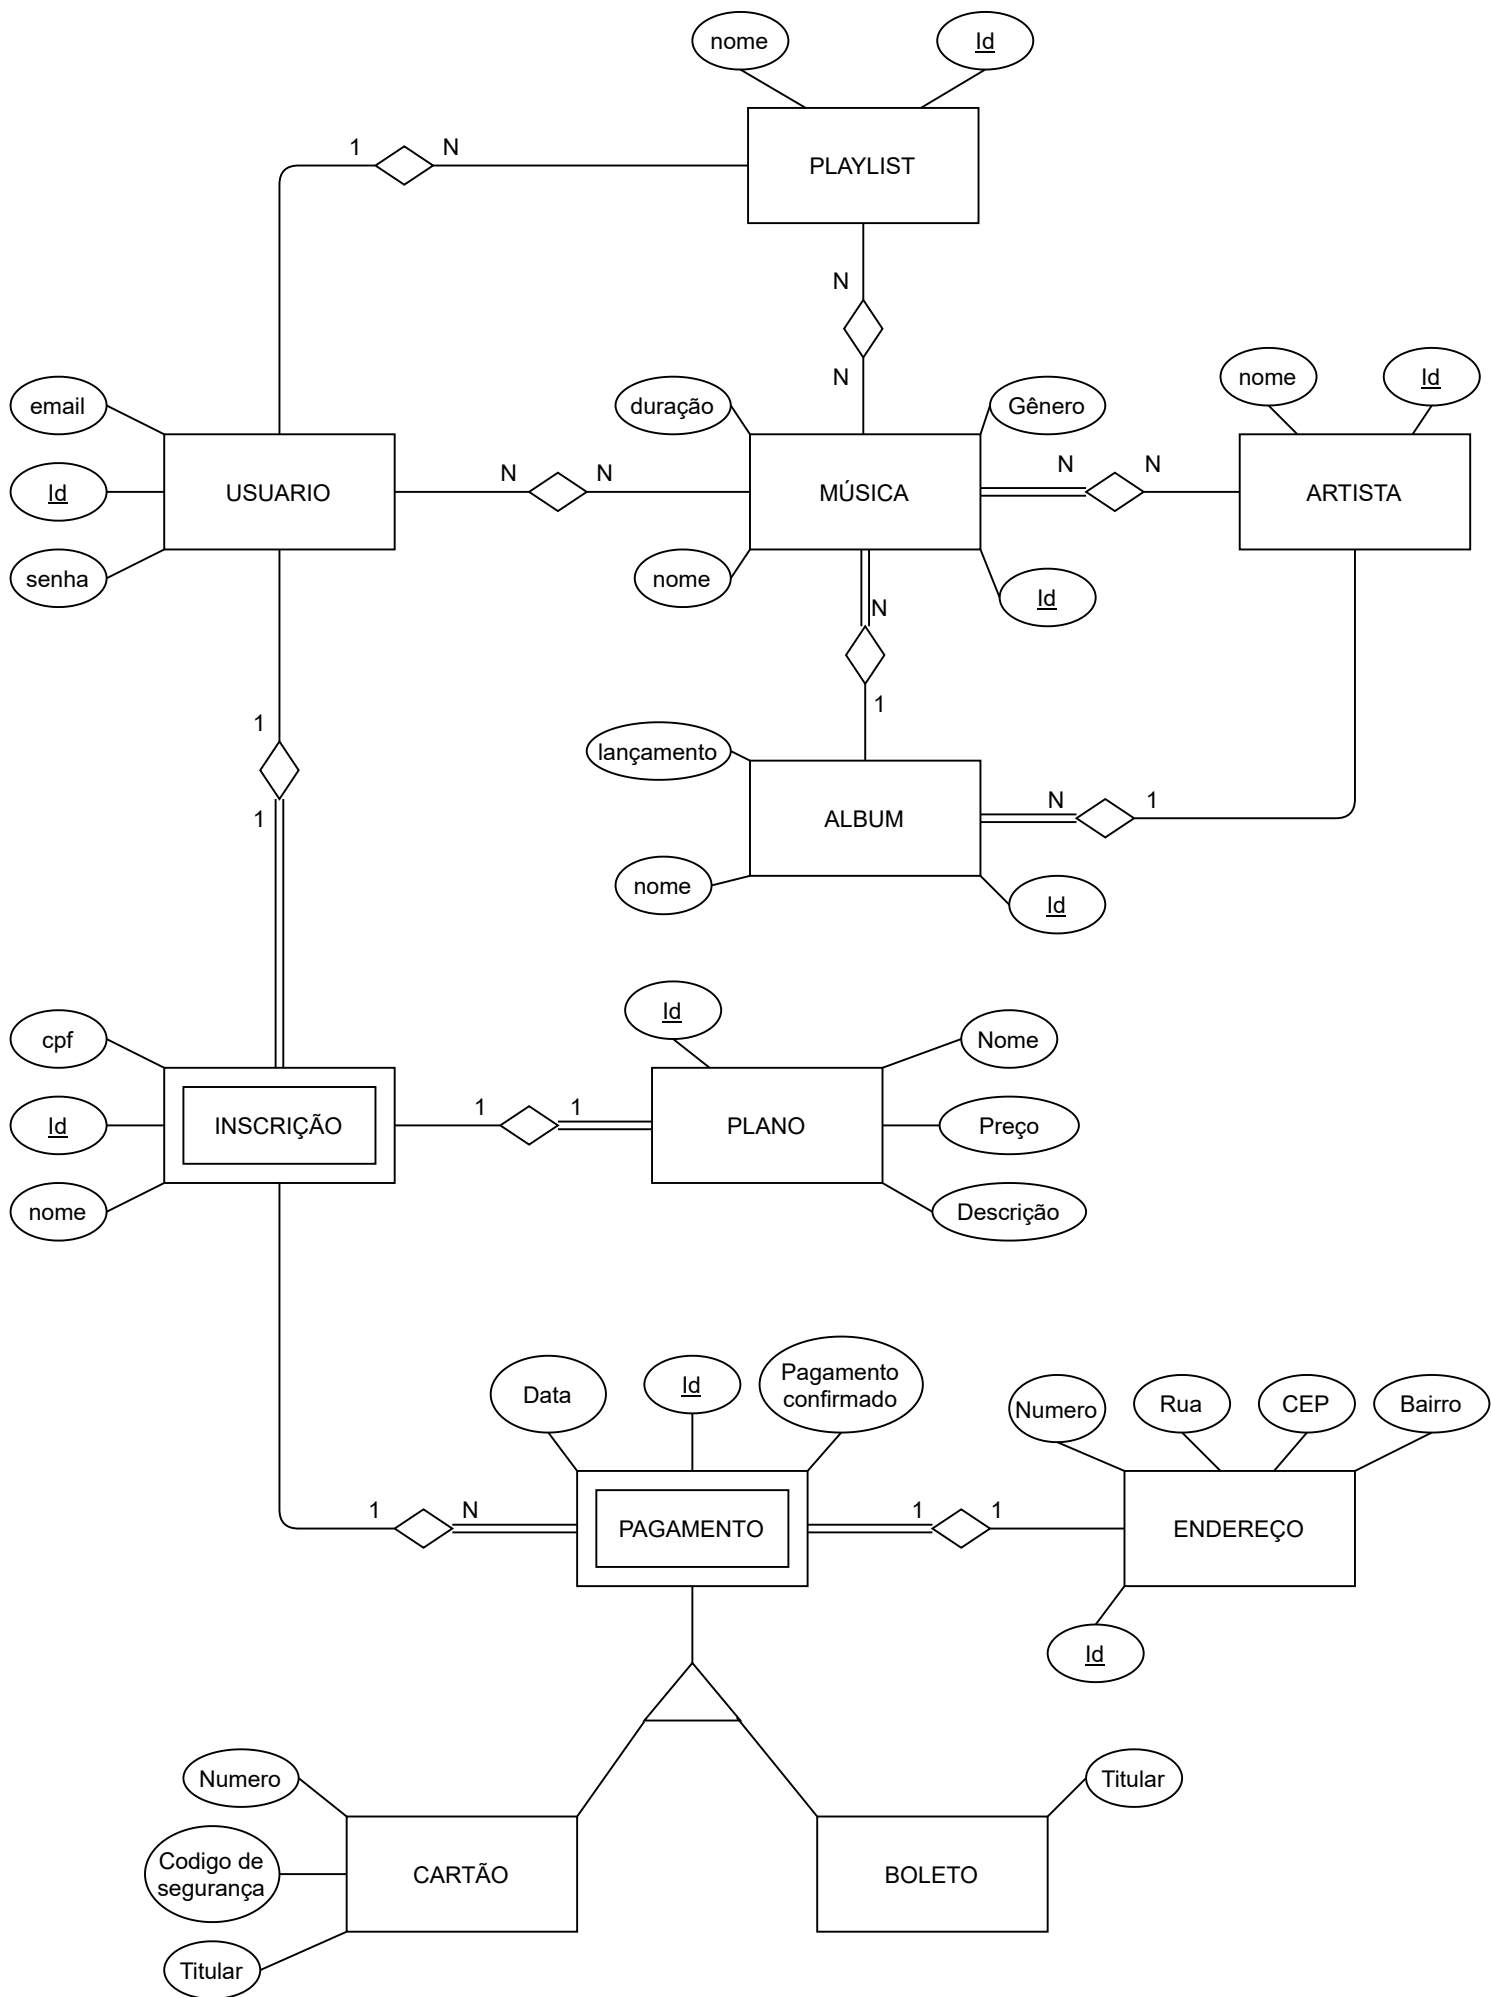 nome
Id
PLAYLIST
1
N
N
N
email
Id
senha
USUARIO
N
N
duração
Gênero
MÚSICA
nome
Id
N
N
nome
Id
ARTISTA
N
1
lançamento
ALBUM
nome
Id
N
1
1
1
cpf
Id
nome
INSCRIÇÃO
1
1
Id
PLANO
Nome
Preço
Descrição
Data
Id
Pagamento
confirmado
1
N
PAGAMENTO
1
1
Numero
Rua
CEP
Bairro
ENDEREÇO
Id
Numero
Codigo de
segurança
Titular
CARTÃO
BOLETO
Titular